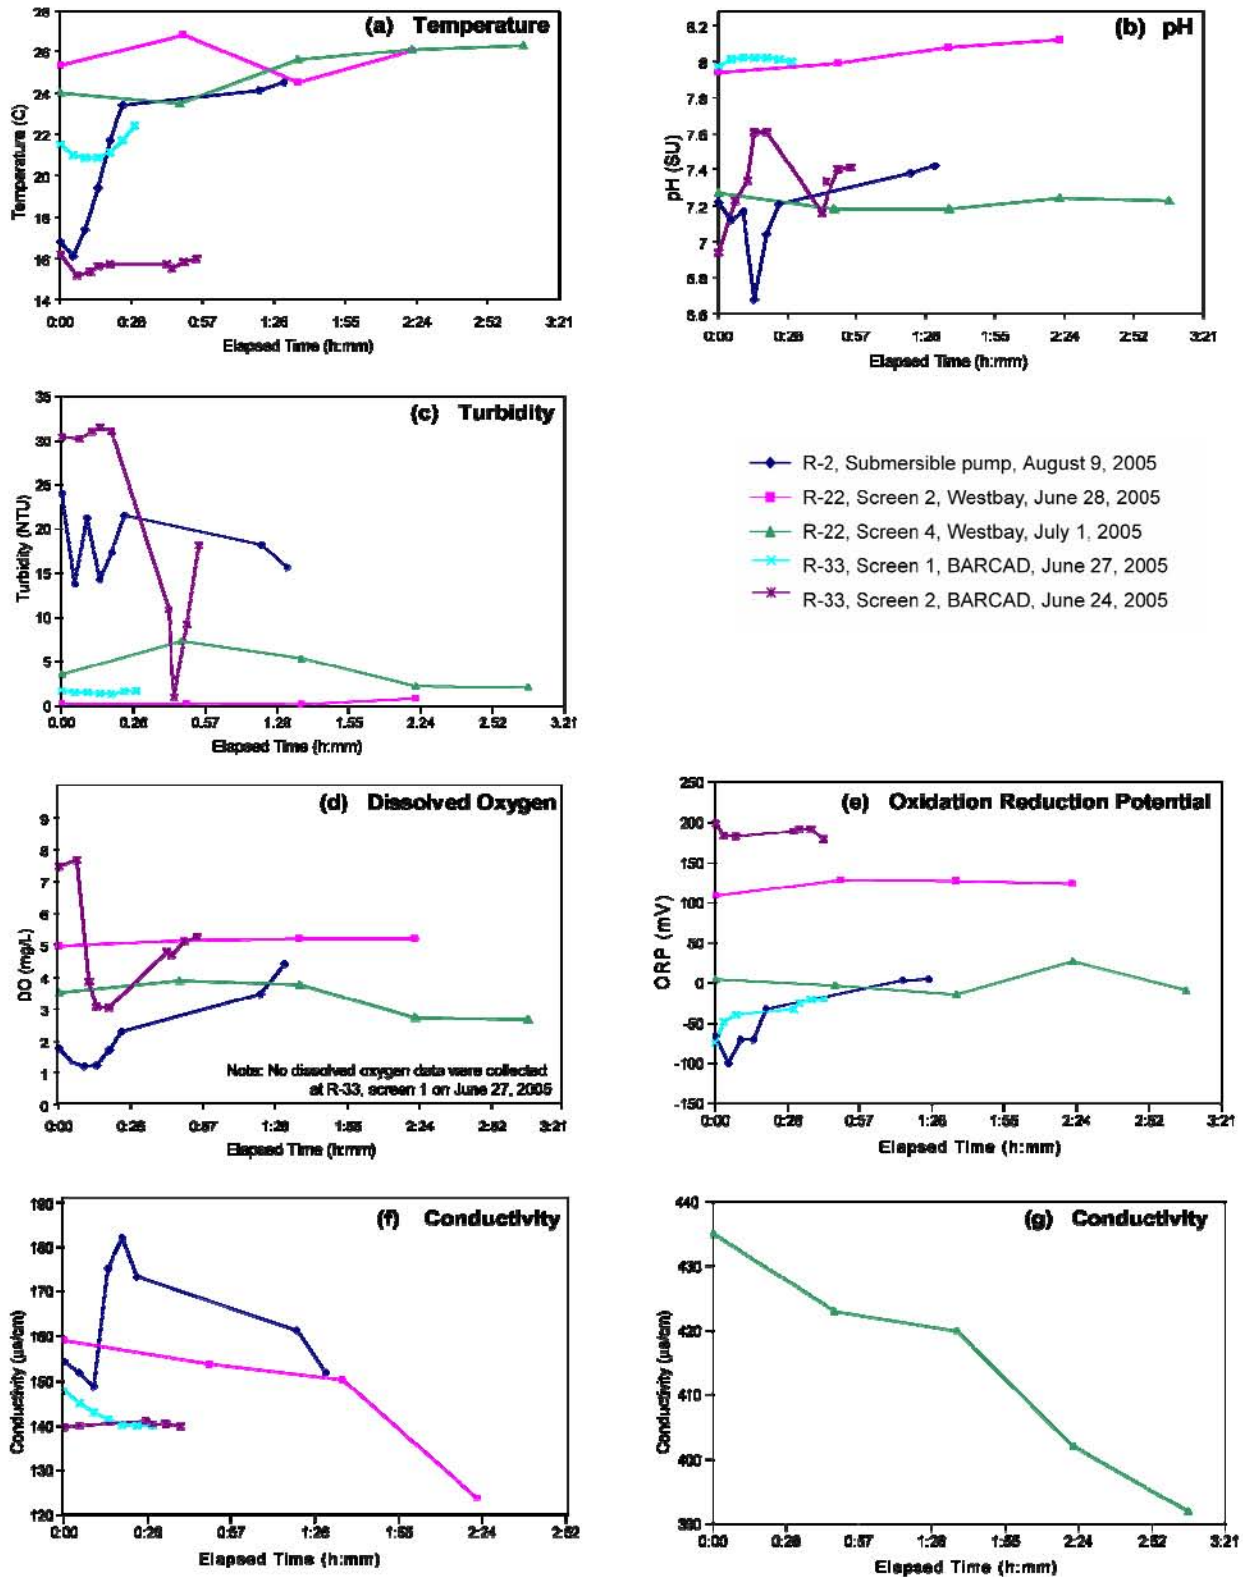 (a) Temperature
28
26
24
22
20
18
16
14
Temperature (C)
0:00 0:28 0:57 1:26 1:55 2:24 2:52 3:21
Elapsed Time (h:mm)
(b) pH
8.2
8
7.8
7.6
7.4
7.2
7
6.8
6.6
pH (SU)
0:00 0:28 0:57 1:26 1:55 2:24 2:52 3:21
Elapsed Time (h:mm)
(c) Turbidity
35
30
25
20
15
10
5
0
Turbidity (NTU)
0:00 0:28 0:57 1:26 1:55 2:24 2:52 3:21
Elapsed Time (h:mm)
R-2, Submersible pump, August 9, 2005
R-22, Screen 2, Westbay, June 28, 2005
R-22, Screen 4, Westbay, July 1, 2005
R-33, Screen 1, BARCAD, June 27, 2005
R-33, Screen 2, BARCAD, June 24, 2005
(d) Dissolved Oxygen
9
8
7
6
5
4
3
2
1
0
DO (mg/L)
Note: No dissolved oxygen data were collected
at R-33, screen 1 on June 27, 2005
0:00 0:28 0:57 1:26 1:55 2:24 2:52 3:21
Elapsed Time (h:mm)
(e) Oxidation Reduction Potential
250
200
150
100
50
0
-50
-100
-150
ORP (mV)
0:00 0:28 0:57 1:26 1:55 2:24 2:52 3:21
Elapsed Time (h:mm)
(f) Conductivity
190
180
170
160
150
140
130
120
Conductivity (µs/cm)
0:00 0:28 0:57 1:26 1:55 2:24 2:52
Elapsed Time (h:mm)
(g) Conductivity
440
430
420
410
400
390
Conductivity (µs/cm)
0:00 0:28 0:57 1:26 1:55 2:24 2:52 3:21
Elapsed Time (h:mm)